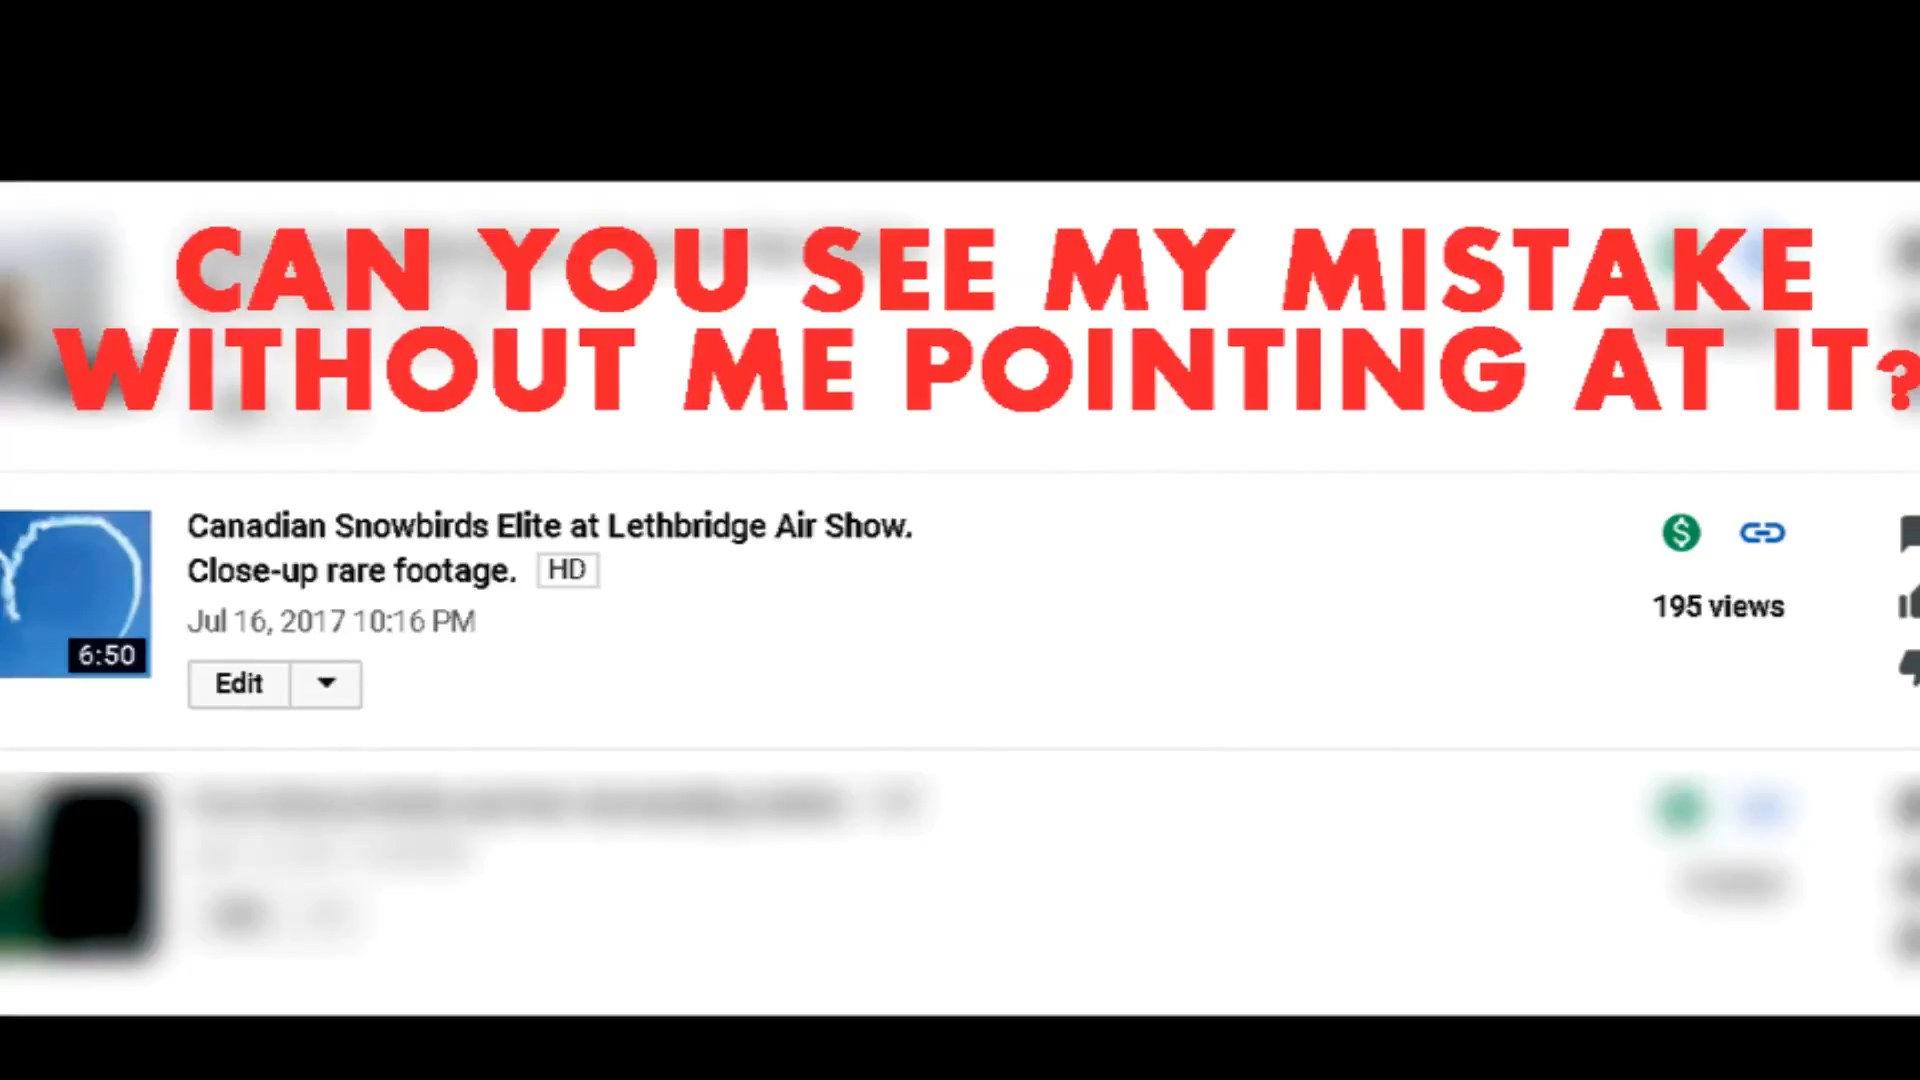 CAN YOU SEE MY MISTAKE
WITHOUT ME POINTING AT IT?
Canadian Snowbirds Elite at Lethbridge Air Show.
Close-up rare footage. HD
Jul 16, 2017 10:16 PM
195 views
6:50
Edit